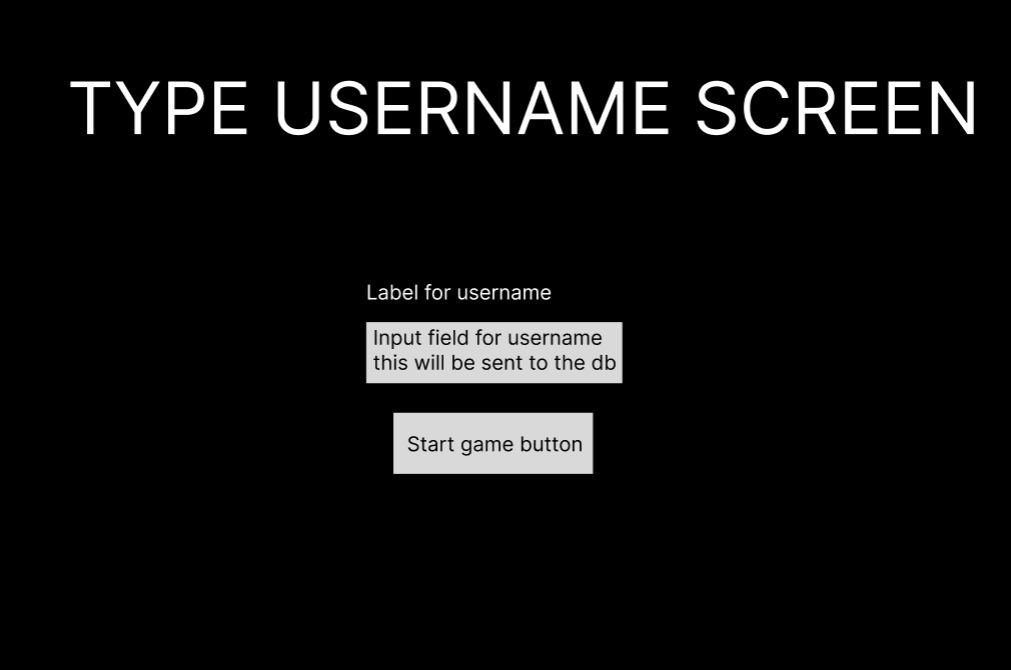 TYPE USERNAME SCREEN
Label for username
Input field for username
this will be sent to the db
Start game button